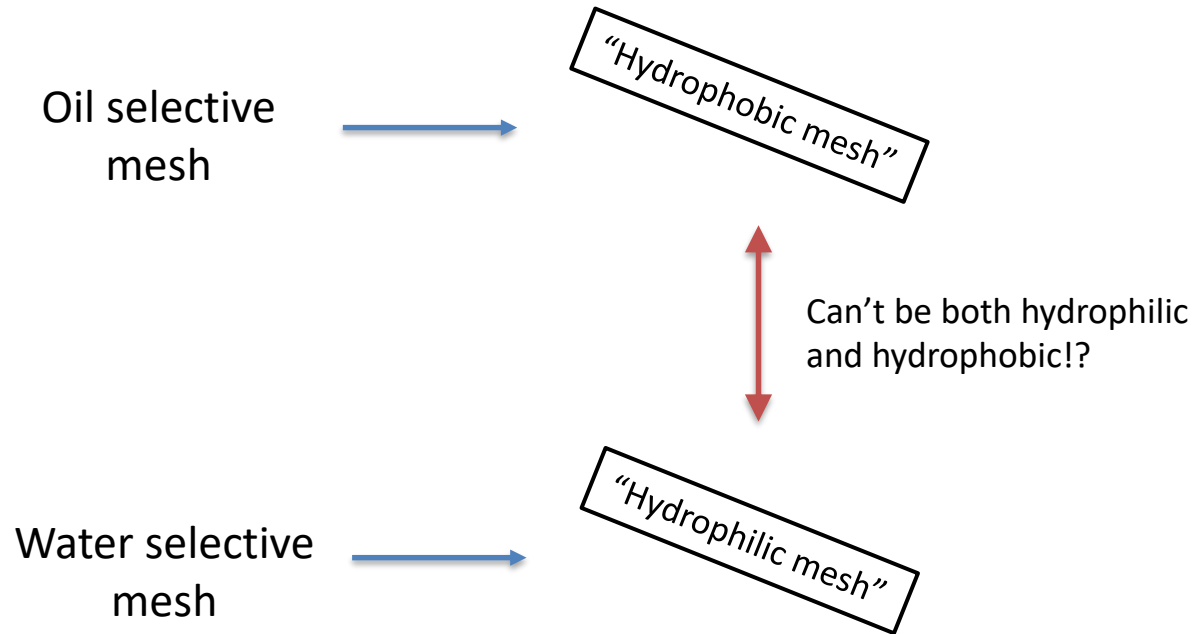 Oil selective
mesh
“Hydrophobic mesh”
Can’t be both hydrophilic
and hydrophobic!?
Water selective
mesh
“Hydrophilic mesh”